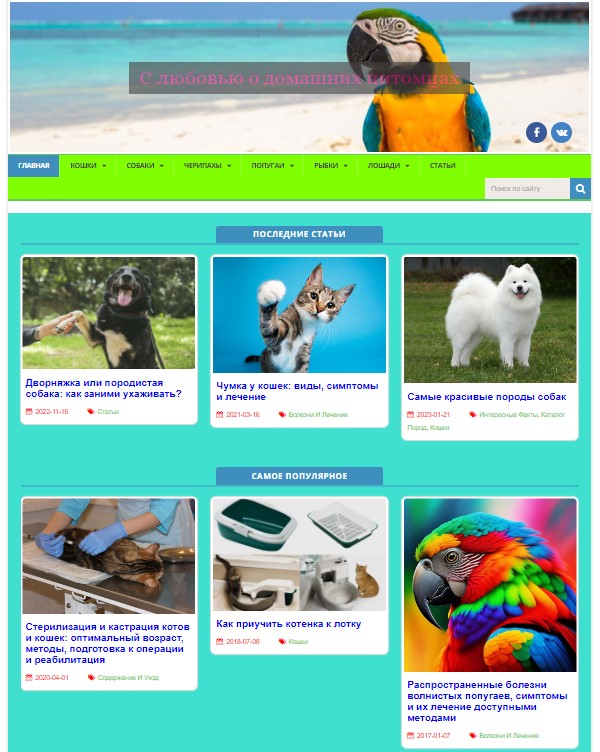 С любовью о домашних питомцах
ГЛАВНАЯ КОШКИ СОБАКИ ЧЕРИПАХЫ ПОПУГАИ РЫБКИ ЛОШАДИ СТАТЬИ
Поиск по сайту
ПОСЛЕДНИЕ СТАТЬИ
Дворняжка или породистая
собака: как заними ухаживать?
2022-11-16 Статьи
Чумка у кошек: виды, симптомы
и лечение
2021-03-16 Болезни И Лечение
Самые красивые породы собак
2023-01-21 Интересные Факты, Каталог
Пород, Кошки
САМОЕ ПОПУЛЯРНОЕ
Стерилизация и кастрация котов
и кошек: оптимальный возраст,
методы, подготовка к операции
и реабилитация
2020-04-01 Содержание И Уход
Как приучить котенка к лотку
2018-07-08 Кошки
Распространенные болезни
волнистых попугаев, симптомы
и их лечение доступными
методами
2017-01-07 Болезни И Лечение